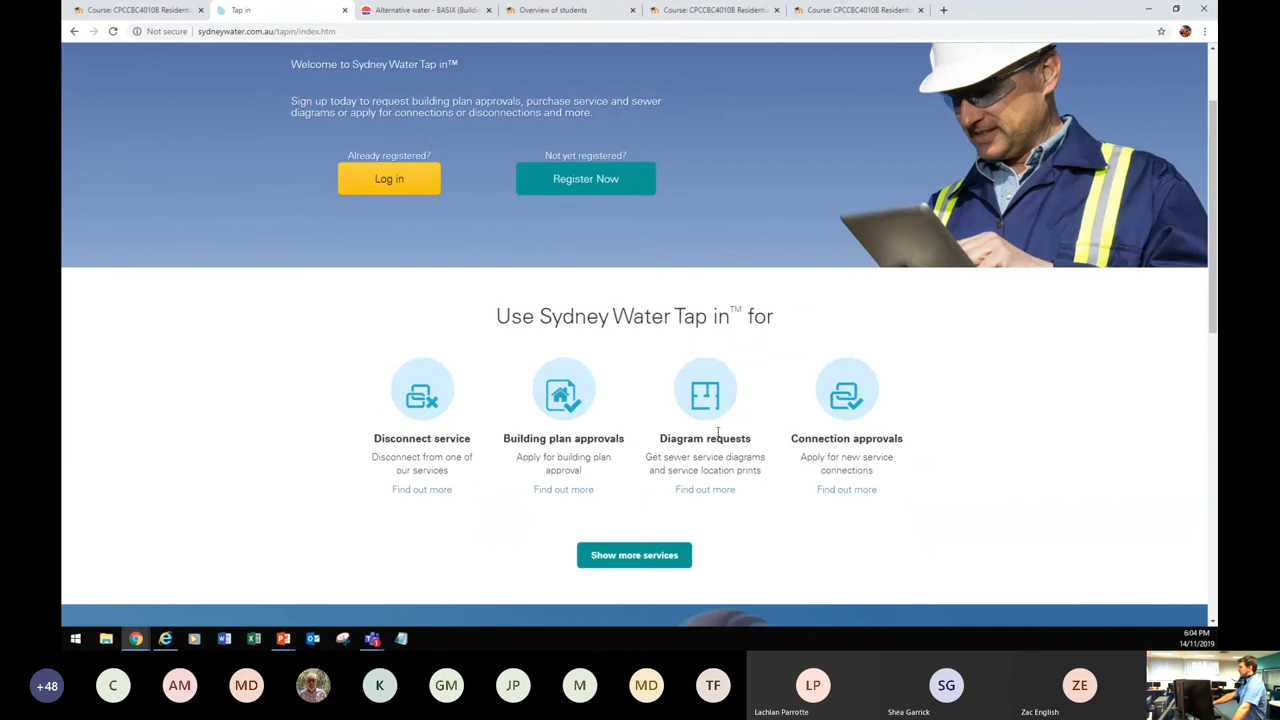 Course: CPCCBC4010B Residenti
Tap in
Alternative water - BASIX (Buildi
Overview of students
Course: CPCCBC4010B Residenti
Course: CPCCBC4010B Residenti
Not secure
sydneywater.com.au/tapin/index.htm
Welcome to Sydney Water Tap in™
Sign up today to request building plan approvals, purchase service and sewer
diagrams or apply for connections or disconnections and more.
Already registered?
Not yet registered?
Log in
Register Now
Use Sydney Water Tap in™ for
Disconnect service
Disconnect from one of
our services
Find out more
Building plan approvals
Apply for building plan
approval
Find out more
Diagram requests
Get sewer service diagrams
and service location prints
Find out more
Connection approvals
Apply for new service
connections
Find out more
Show more services
6:04 PM
14/11/2019
+48
C
AM
MD
K
GM
JP
M
MD
TF
LP
Lachlan Parrotte
SG
Shea Garrick
ZE
Zac English